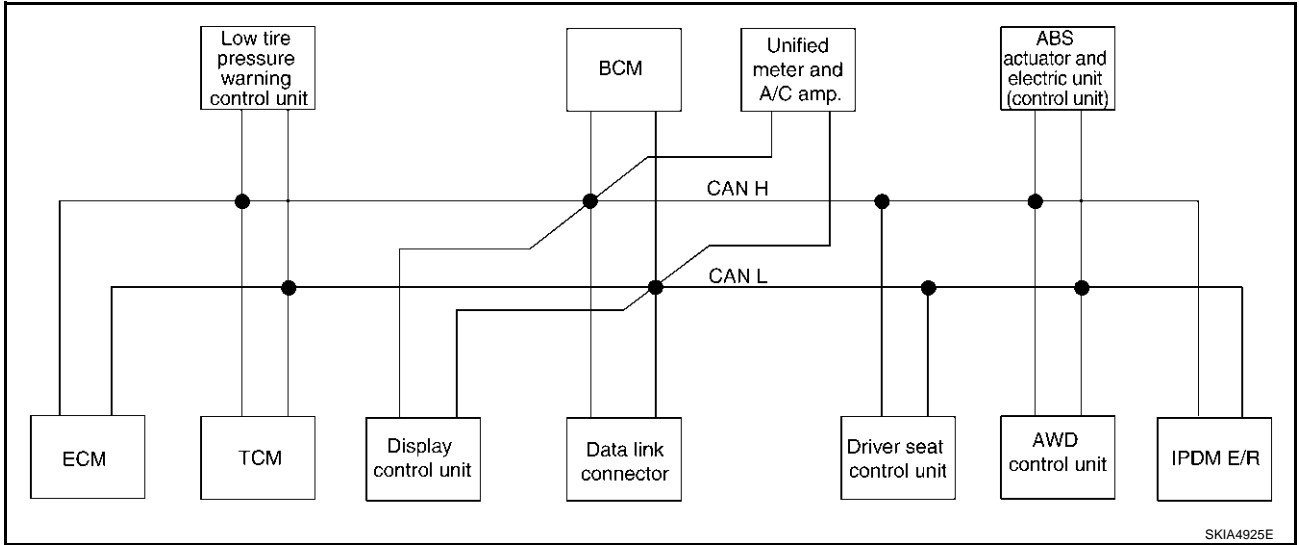 Low tire
pressure
warning
control unit
BCM
Unified
meter and
A/C amp.
ABS
actuator and
electric unit
(control unit)
CAN H
CAN L
ECM
TCM
Display
control unit
Data link
connector
Driver seat
control unit
AWD
control unit
IPDM E/R
SKIA4925E